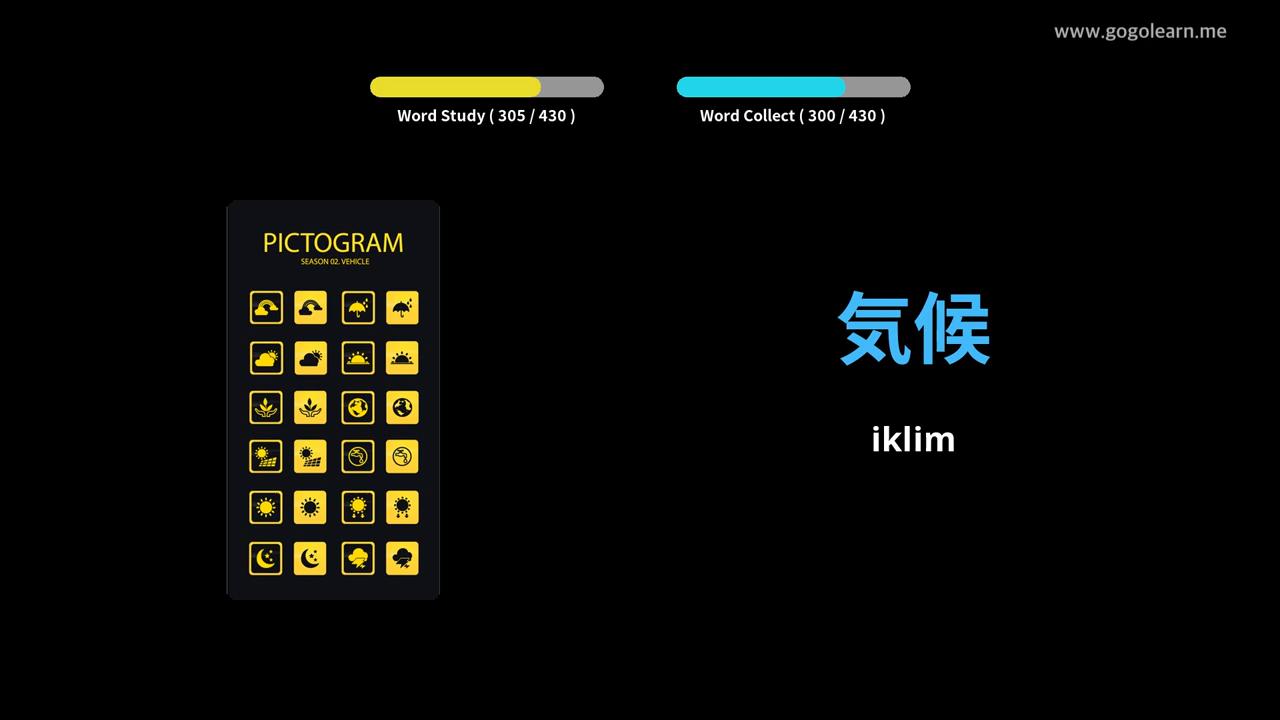 www.gogolearn.me
Word Study ( 305 / 430 )
Word Collect ( 300 / 430 )
PICTOGRAM
SEASON 02. VEHICLE
気候
iklim